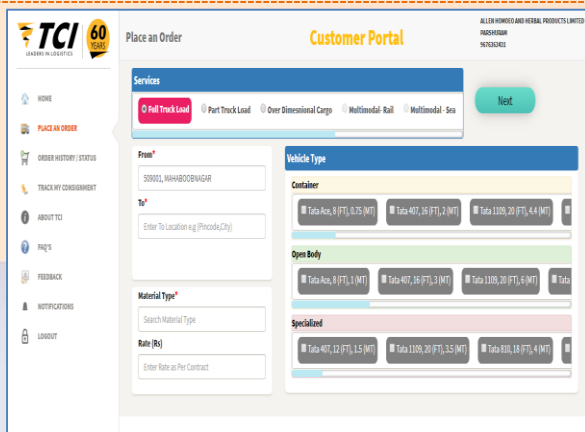 TCI
60
YEARS
LEADERS IN LOGISTICS
Place an Order
Customer Portal
ALLEN HOMOEO AND HERBAL PRODUCTS LIMITED
PARSHURAM
9676363431
HOME
PLACE AN ORDER
ORDER HISTORY / STATUS
TRACK MY CONSIGNMENT
ABOUT TCI
FAQ'S
FEEDBACK
NOTIFICATIONS
LOGOUT
Services
Full Truck Load
Part Truck Load
Over Dimesnional Cargo
Multimodal- Rail
Multimodal - Sea
Next
From*
509001, MAHABOOBNAGAR
To*
Enter To Location e.g (Pincode,City)
Material Type*
Search Material Type
Rate (Rs)
Enter Rate as Per Contract
Vehicle Type
Container
Tata Ace, 8 (FT), 0.75 (MT)
Tata 407, 16 (FT), 2 (MT)
Tata 1109, 20 (FT), 4.4 (MT)
Open Body
Tata Ace, 8 (FT), 1 (MT)
Tata 407, 16 (FT), 3 (MT)
Tata 1109, 20 (FT), 6 (MT)
Tata
Specialized
Tata 407, 12 (FT), 1.5 (MT)
Tata 1109, 20 (FT), 3.5 (MT)
Tata 810, 18 (FT), 4 (MT)